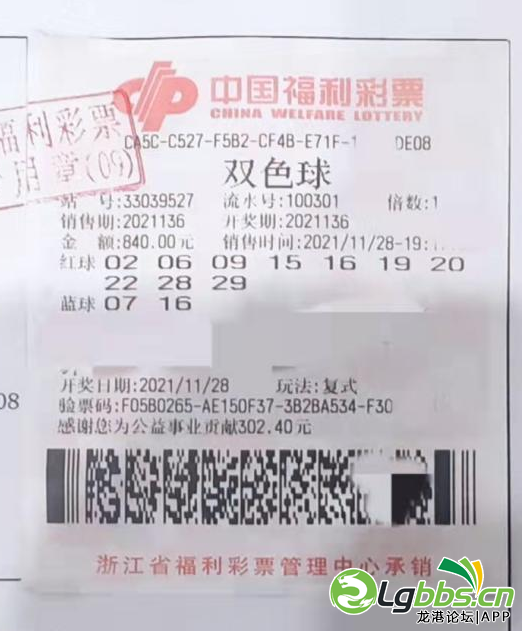 中国福利彩票
CHINA WELFARE LOTTERY
福利彩票
用章(09)
CA5C-C527-F5B2-CF4B-E71F-1 DE08
双色球
站 号:33039527 流水号:100301 倍数:1
销售期:2021136 开奖期:2021136
金 额:840.00元 销售时间:2021/11/28-19:
红球 02 06 09 15 16 19 20
22 28 29
蓝球 07 16
开奖日期:2021/11/28 玩法:复式
08
验票码:F05B0265-AE150F37-3B2BA534-F30
感谢您为公益事业贡献302.40元
浙江省福利彩票管理中心承销
Lgbbs.cn
龙港论坛|APP